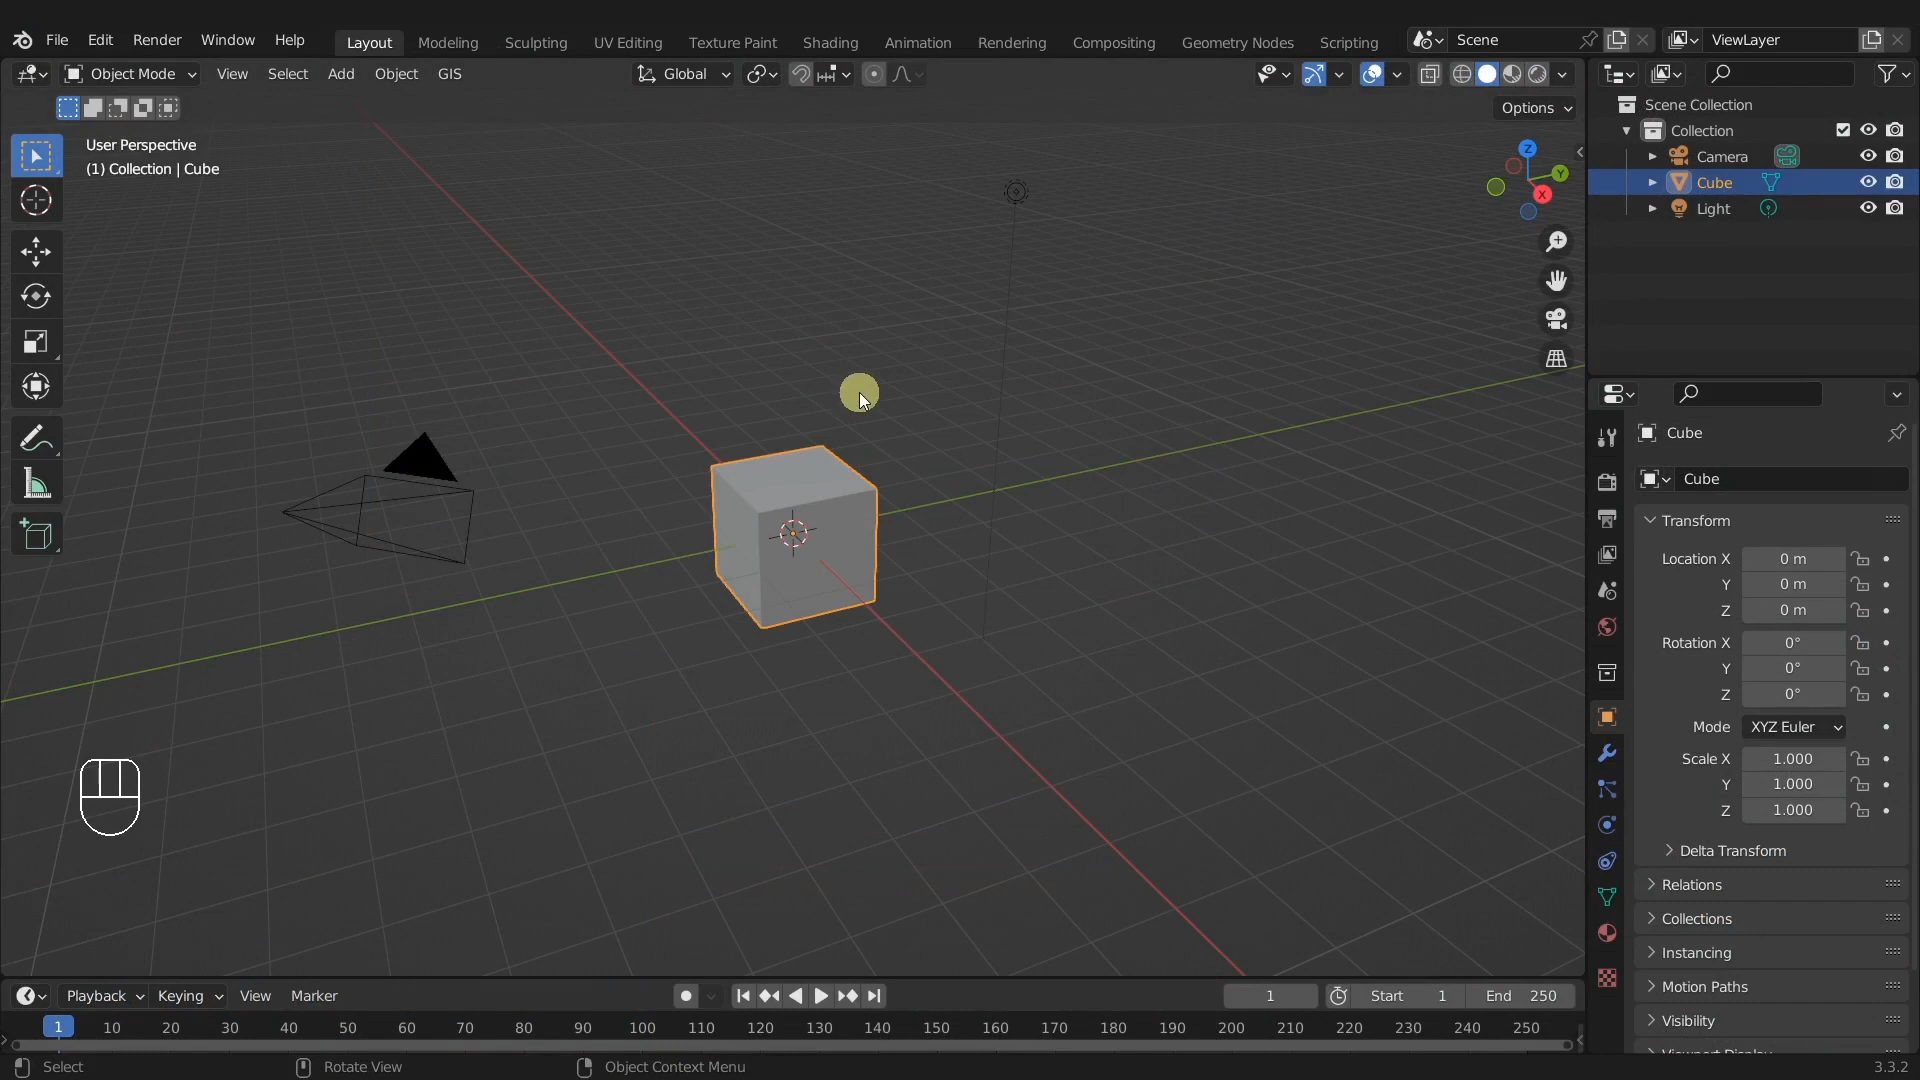 File Edit Render Window Help Layout Modeling Sculpting UV Editing Texture Paint Shading Animation Rendering Compositing Geometry Nodes Scripting Scene ViewLayer
Object Mode View Select Add Object GIS Global
Options
User Perspective
(1) Collection | Cube
Z
Y
X
Scene Collection
Collection
Camera
Cube
Light
Cube
Cube
Transform
Location X 0 m
Y 0 m
Z 0 m
Rotation X 0°
Y 0°
Z 0°
Mode XYZ Euler
Scale X 1.000
Y 1.000
Z 1.000
Delta Transform
Relations
Collections
Instancing
Motion Paths
Visibility
Viewport Display
Playback Keying View Marker 1 Start 1 End 250
1 10 20 30 40 50 60 70 80 90 100 110 120 130 140 150 160 170 180 190 200 210 220 230 240 250
Select Rotate View Object Context Menu 3.3.2